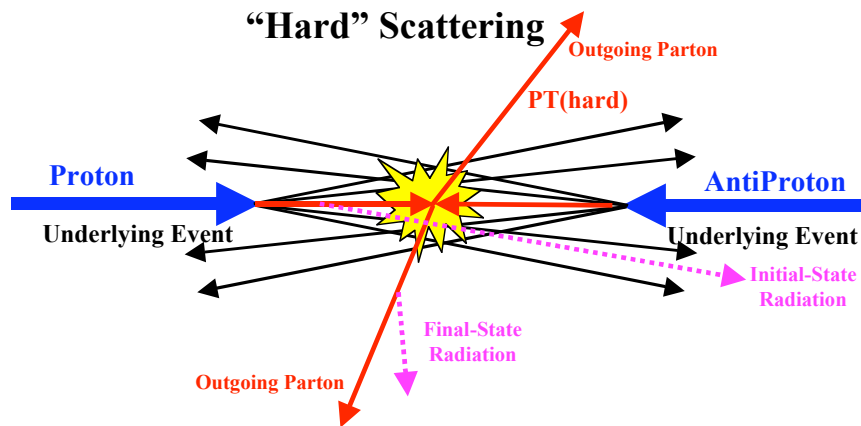 “Hard” Scattering
Outgoing Parton
PT(hard)
Proton
AntiProton
Underlying Event
Underlying Event
Initial-State
Radiation
Final-State
Radiation
Outgoing Parton